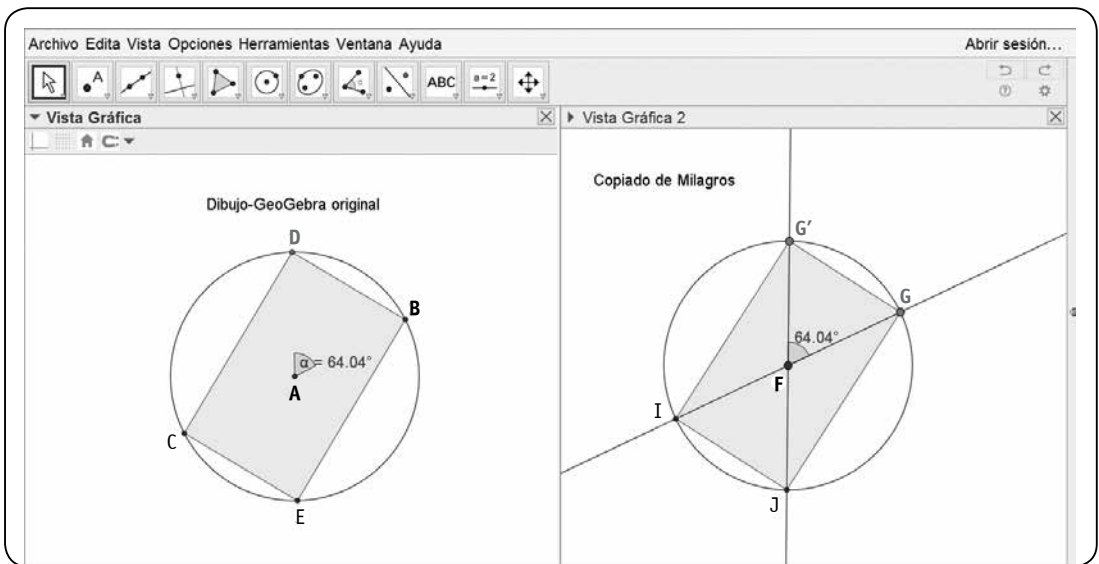 Archivo Edita Vista Opciones Herramientas Ventana Ayuda Abrir sesión...
A ABC a=2
Vista Gráfica
Vista Gráfica 2
Dibujo-GeoGebra original
D
B
α = 64.04°
A
C
E
Copiado de Milagros
G′
G
64.04°
F
I
J